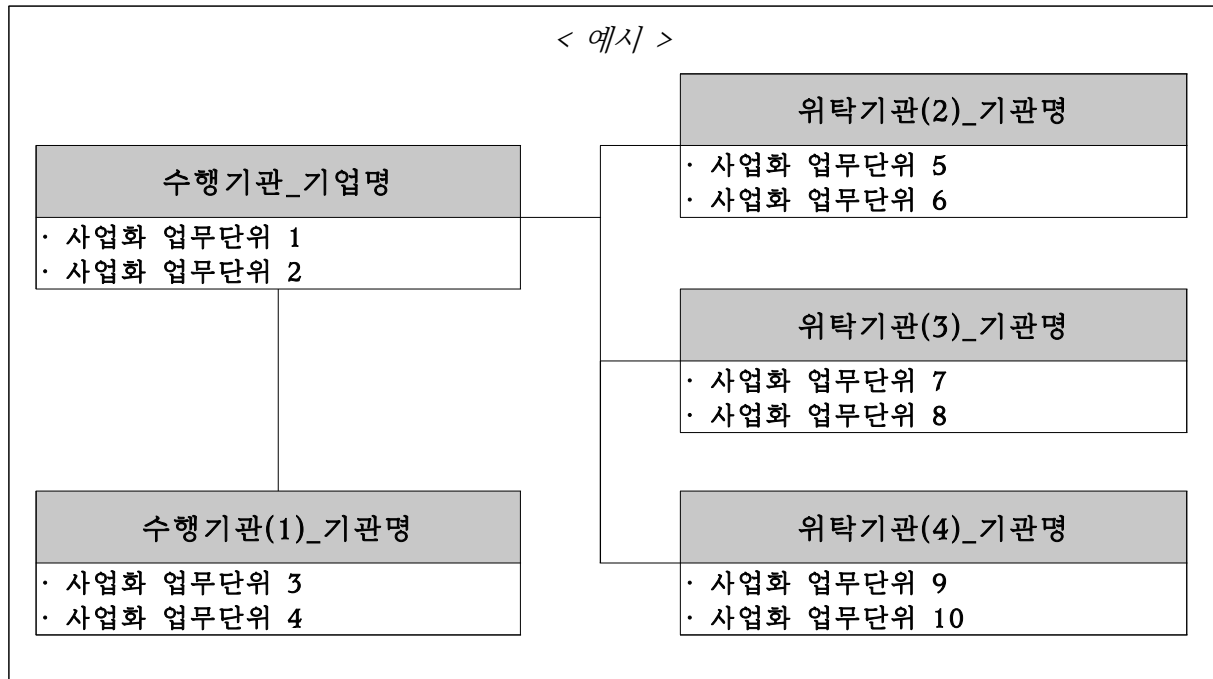 < 예시 >
수행기관_기업명
· 사업화 업무단위 1
· 사업화 업무단위 2
수행기관(1)_기관명
· 사업화 업무단위 3
· 사업화 업무단위 4
위탁기관(2)_기관명
· 사업화 업무단위 5
· 사업화 업무단위 6
위탁기관(3)_기관명
· 사업화 업무단위 7
· 사업화 업무단위 8
위탁기관(4)_기관명
· 사업화 업무단위 9
· 사업화 업무단위 10